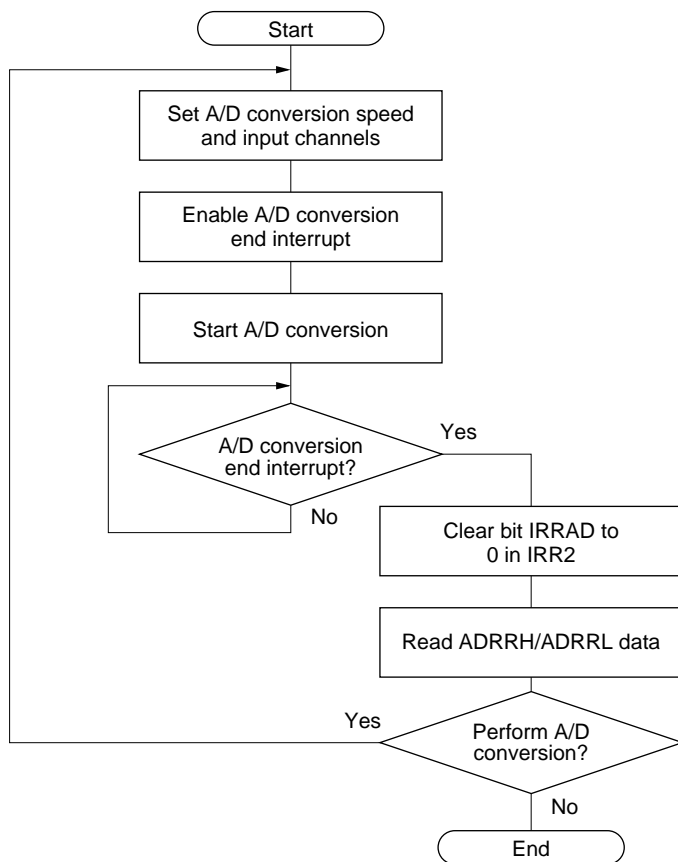 Start
Set A/D conversion speed
and input channels
Enable A/D conversion
end interrupt
Start A/D conversion
A/D conversion
end interrupt?
Yes
No
Clear bit IRRAD to
0 in IRR2
Read ADRRH/ADRRL data
Yes
Perform A/D
conversion?
No
End